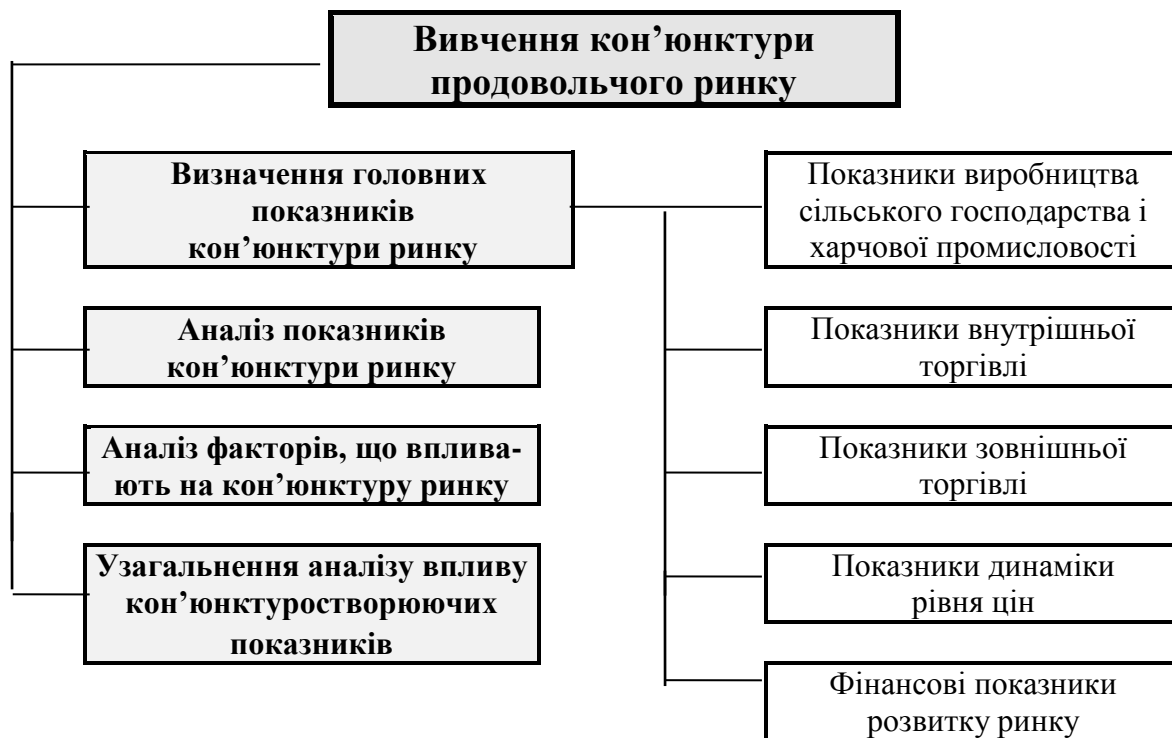 Вивчення кон’юнктури
продовольчого ринку
Визначення головних
показників
кон’юнктури ринку
Аналіз показників
кон’юнктури ринку
Аналіз факторів, що сплива-
ють на кон’юнктуру ринку
Узагальнення аналізу впливу
кон’юнктуростворюючих
показників
Показники виробництва
сільського господарства і
харчової промисловості
Показники внутрішньої
торгівлі
Показники зовнішньої
торгівлі
Показники динаміки
рівня цін
Фінансові показники
розвитку ринку